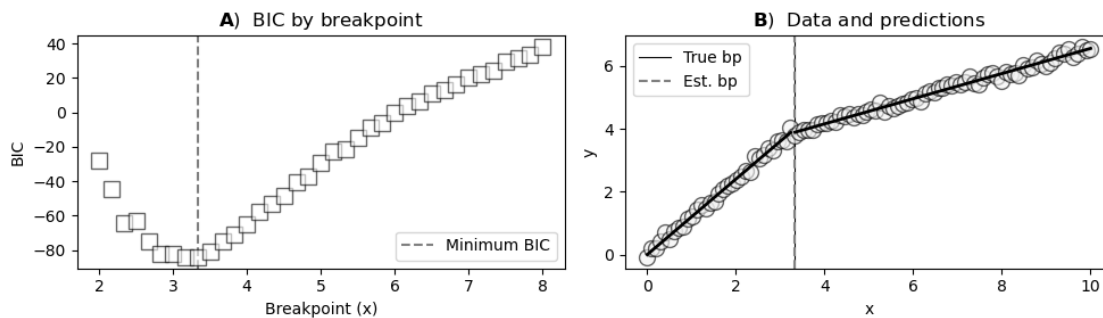 A) BIC by breakpoint
BIC
40
20
0
−20
−40
−60
−80
2 3 4 5 6 7 8
Breakpoint (x)
Minimum BIC
B) Data and predictions
y
6
4
2
0
0 2 4 6 8 10
x
True bp
Est. bp